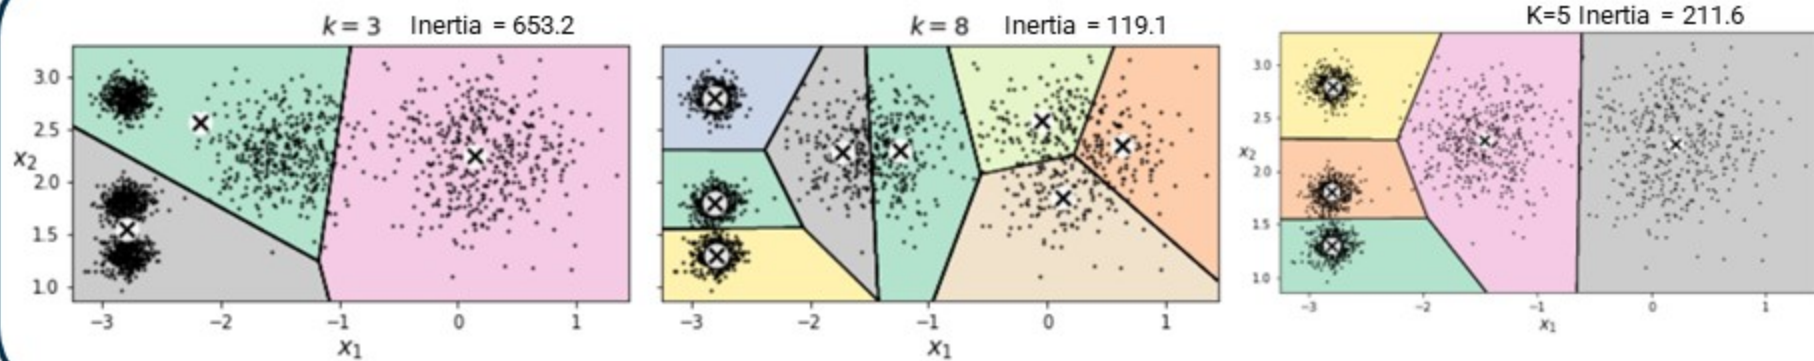 k = 3 Inertia = 653.2
3.0
2.5
2.0
1.5
1.0
x2
−3 −2 −1 0 1
x1
k = 8 Inertia = 119.1
−3 −2 −1 0 1
x1
K=5 Inertia = 211.6
3.0
2.5
2.0
1.5
1.0
x2
−3 −2 −1 0 1
x1